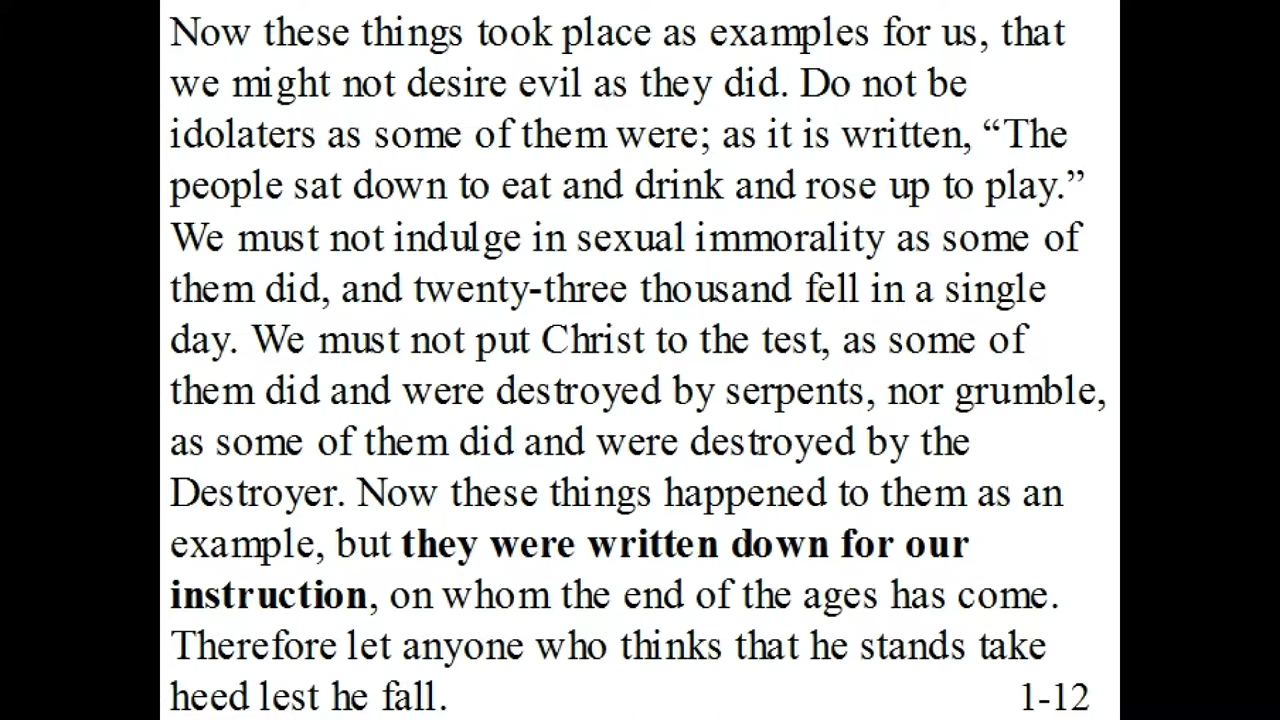 Now these things took place as examples for us, that
we might not desire evil as they did. Do not be
idolaters as some of them were; as it is written, “The
people sat down to eat and drink and rose up to play.”
We must not indulge in sexual immorality as some of
them did, and twenty-three thousand fell in a single
day. We must not put Christ to the test, as some of
them did and were destroyed by serpents, nor grumble,
as some of them did and were destroyed by the
Destroyer. Now these things happened to them as an
example, but they were written down for our
instruction, on whom the end of the ages has come.
Therefore let anyone who thinks that he stands take
heed lest he fall. 1-12